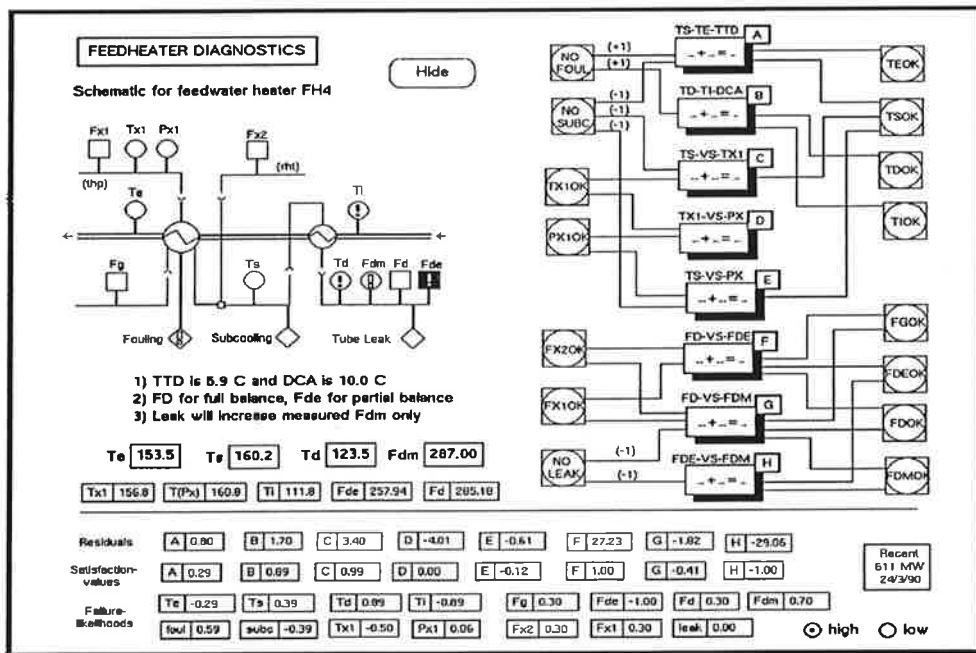 FEEDHEATER DIAGNOSTICS
Hide
Schematic for feedwater heater FH4
Fx1 Tx1 Px1 Fx2
(thp) (rht)
Te Ti
Fg Ts Td Fdm Fd Fde
Fouling Subcooling Tube Leak
1) TTD is 6.9 C and DCA is 10.0 C
2) FD for full balance, Fde for partial balance
3) Leak will increase measured Fdm only
Te 153.5 Ts 160.2 Td 123.5 Fdm 287.00
Tx1 156.8 T(Px) 160.8 Ti 111.8 Fde 257.94 Fd 285.18
NO FOUL
(+1)
(+1)
NO SUBC
(-1)
(-1)
(-1)
TX1OK
PX1OK
FX2OK
FX1OK
NO LEAK
(-1)
(-1)
TS-TE-TTD A
.. + .. = ..
TD-TI-DCA B
.. + .. = ..
TS-VS-TX1 C
.. + .. = ..
TX1-VS-PX D
.. + .. = ..
TS-VS-PX E
.. + .. = ..
FD-VS-FDE F
.. + .. = ..
FD-VS-FDM G
.. + .. = ..
FDE-VS-FDM H
.. + .. = ..
TEOK
TSOK
TDOK
TIOK
FGOK
FDEOK
FDOK
FDMOK
Residuals A 0.80 B 1.70 C 3.40 D -4.01 E -0.61 F 27.23 G -1.82 H -29.06
Satisfaction-values A 0.29 B 0.89 C 0.99 D 0.00 E -0.12 F 1.00 G -0.41 H -1.00
Failure-likelihoods Te -0.29 Ts 0.39 Td 0.89 Ti -0.89 Fg 0.30 Fde -1.00 Fd 0.30 Fdm 0.70
foul 0.59 subc -0.39 Tx1 -0.50 Px1 0.06 Fx2 0.30 Fx1 0.30 leak 0.00
Recent
611 MW
24/3/90
high low